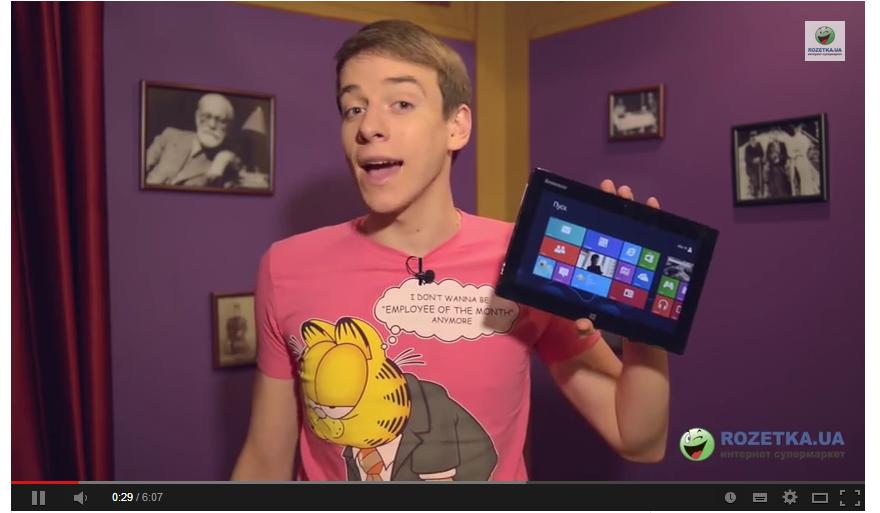 ROZETKA.UA
интернет супермаркет
Lenovo
Пуск
I DON'T WANNA BE
"EMPLOYEE OF THE MONTH"
ANYMORE
ROZETKA.UA
интернет супермаркет
0:29 / 6:07